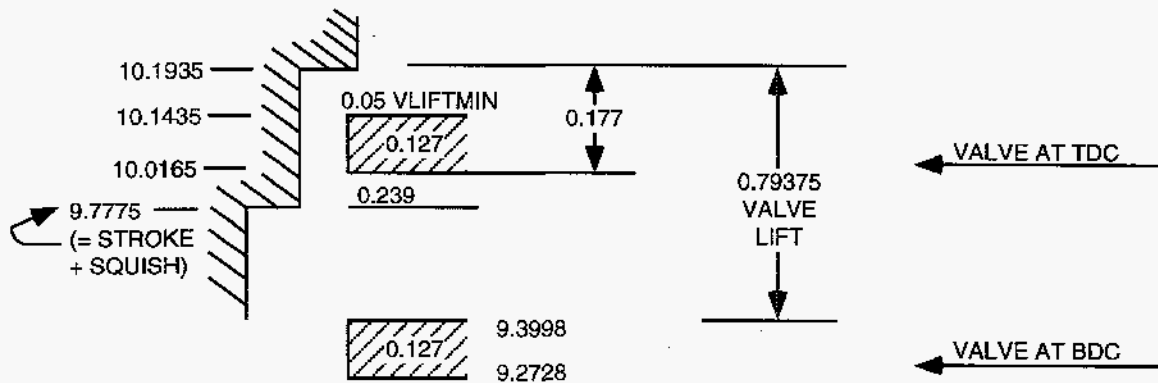 10.1935
10.1435
10.0165
9.7775
(= STROKE
+ SQUISH)
0.05 VLIFTMIN
0.127
0.239
0.177
0.79375
VALVE
LIFT
VALVE AT TDC
0.127
9.3998
9.2728
VALVE AT BDC